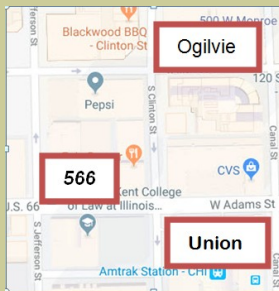 500 W Monroe
Blackwood BBQ
- Clinton St
Ogilvie
120 S
Pepsi
S Clinton St
Canal St
CVS
566
Kent College
of Law at Illinois...
W Adams St
U.S. 66
S Jefferson St
Union
Amtrak Station - CHI
Canal St